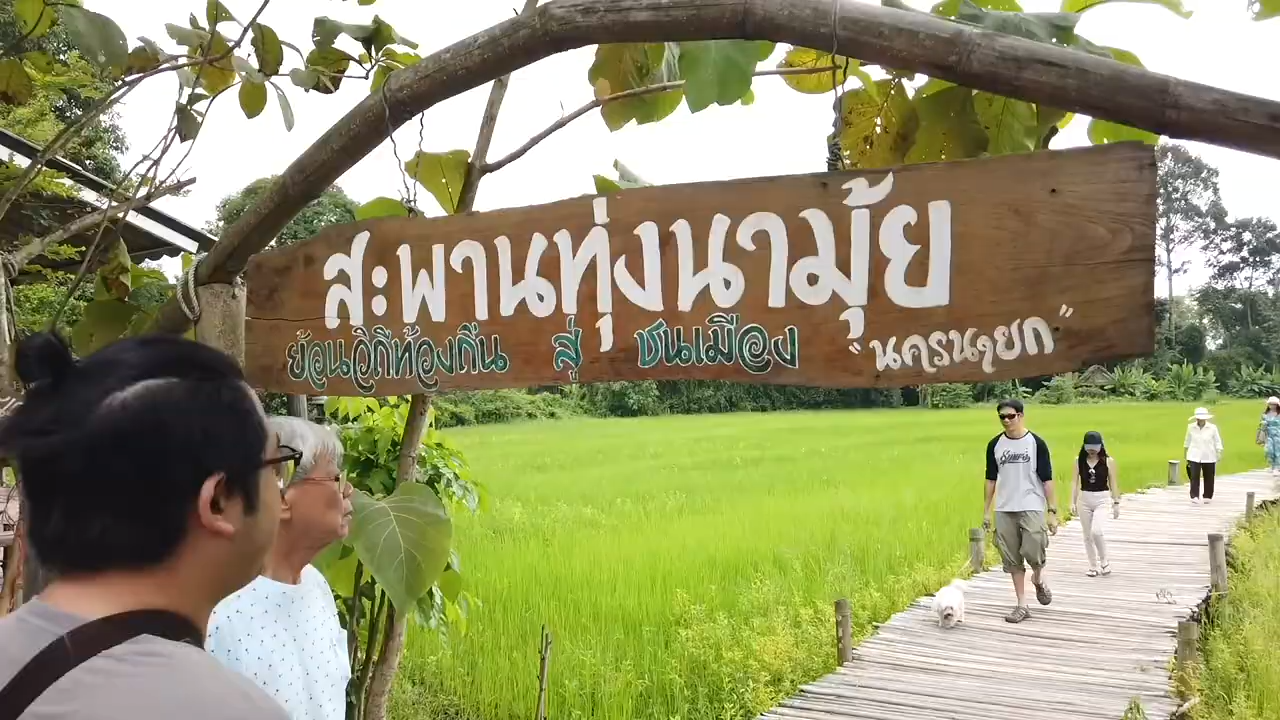 สะพานทุ่งนามุ้ย
ย้อนวิถีท้องถิ่น สู่ ชนเมือง "นครนายก"